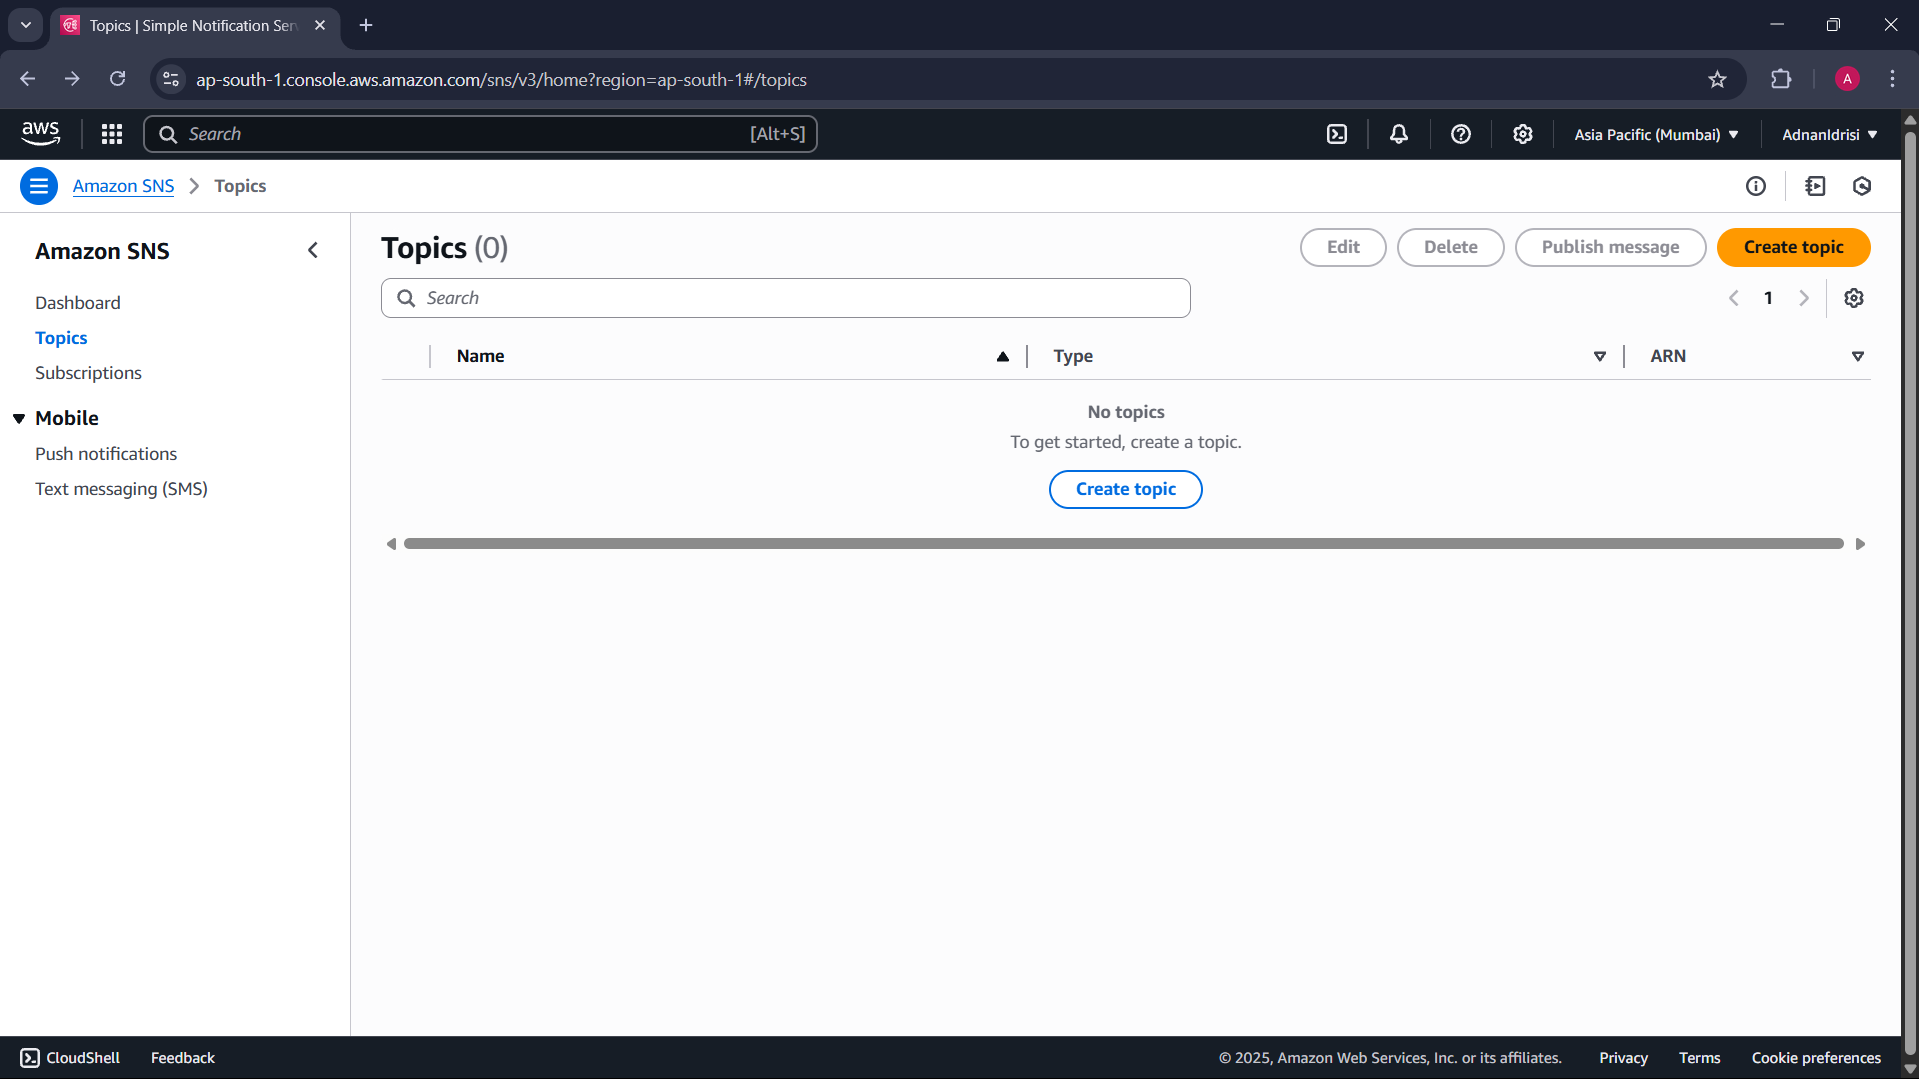 Topics | Simple Notification Ser
ap-south-1.console.aws.amazon.com/sns/v3/home?region=ap-south-1#/topics
A
aws
Search [Alt+S]
Asia Pacific (Mumbai)
AdnanIdrisi
Amazon SNS
Topics
Amazon SNS
Dashboard
Topics
Subscriptions
Mobile
Push notifications
Text messaging (SMS)
Topics (0)
Edit
Delete
Publish message
Create topic
Search
1
Name
Type
ARN
No topics
To get started, create a topic.
Create topic
CloudShell
Feedback
© 2025, Amazon Web Services, Inc. or its affiliates.
Privacy
Terms
Cookie preferences